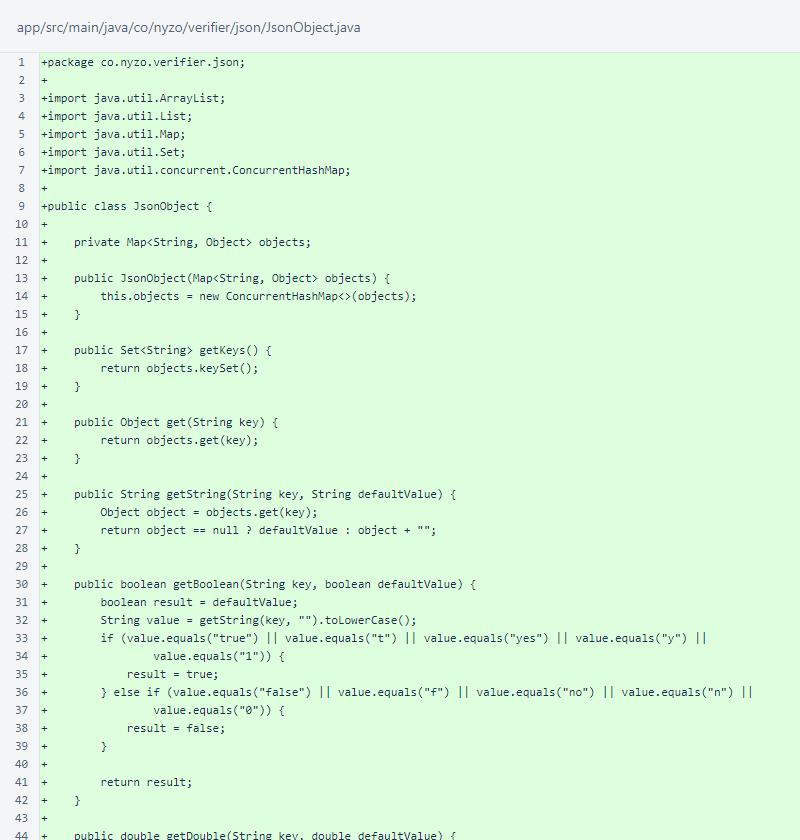 app/src/main/java/co/nyzo/verifier/json/JsonObject.java
1 +package co.nyzo.verifier.json;
2 +
3 +import java.util.ArrayList;
4 +import java.util.List;
5 +import java.util.Map;
6 +import java.util.Set;
7 +import java.util.concurrent.ConcurrentHashMap;
8 +
9 +public class JsonObject {
10 +
11 +    private Map<String, Object> objects;
12 +
13 +    public JsonObject(Map<String, Object> objects) {
14 +        this.objects = new ConcurrentHashMap<>(objects);
15 +    }
16 +
17 +    public Set<String> getKeys() {
18 +        return objects.keySet();
19 +    }
20 +
21 +    public Object get(String key) {
22 +        return objects.get(key);
23 +    }
24 +
25 +    public String getString(String key, String defaultValue) {
26 +        Object object = objects.get(key);
27 +        return object == null ? defaultValue : object + "";
28 +    }
29 +
30 +    public boolean getBoolean(String key, boolean defaultValue) {
31 +        boolean result = defaultValue;
32 +        String value = getString(key, "").toLowerCase();
33 +        if (value.equals("true") || value.equals("t") || value.equals("yes") || value.equals("y") ||
34 +                value.equals("1")) {
35 +            result = true;
36 +        } else if (value.equals("false") || value.equals("f") || value.equals("no") || value.equals("n") ||
37 +                value.equals("0")) {
38 +            result = false;
39 +        }
40 +
41 +        return result;
42 +    }
43 +
44 +    public double getDouble(String key, double defaultValue) {